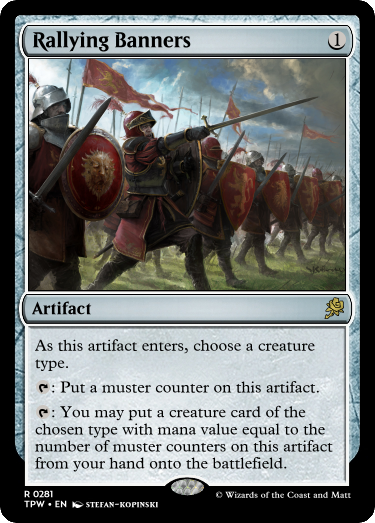 Rallying Banners
1
Artifact
As this artifact enters, choose a creature
type.
: Put a muster counter on this artifact.
: You may put a creature card of the
chosen type with mana value equal to the
number of muster counters on this artifact
from your hand onto the battlefield.
R 0281
TPW • EN STEFAN-KOPINSKI
© Wizards of the Coast and Matt